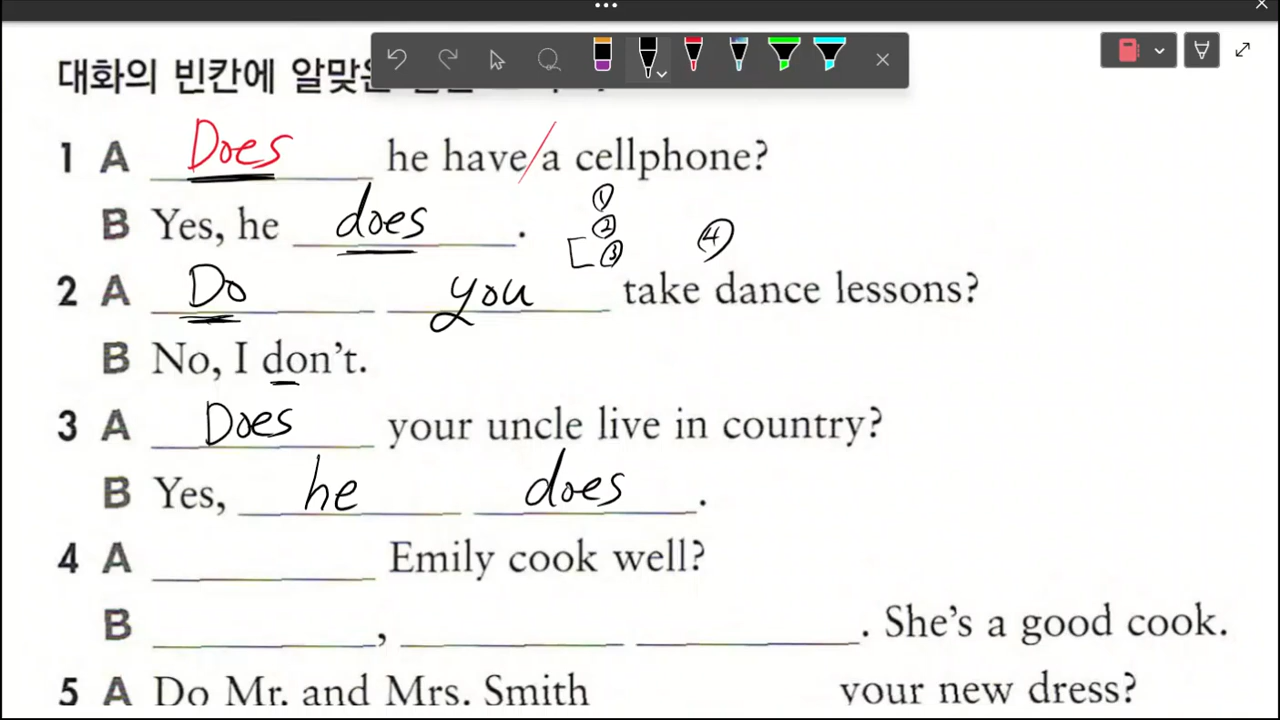 대화의 빈칸에 알맞은
1 A Does he have/a cellphone?
B Yes, he does.
① 
②
[③ ④
2 A Do you take dance lessons?
B No, I don't.
3 A Does your uncle live in country?
B Yes, he does.
4 A Emily cook well?
B , . She's a good cook.
5 A Do Mr. and Mrs. Smith your new dress?